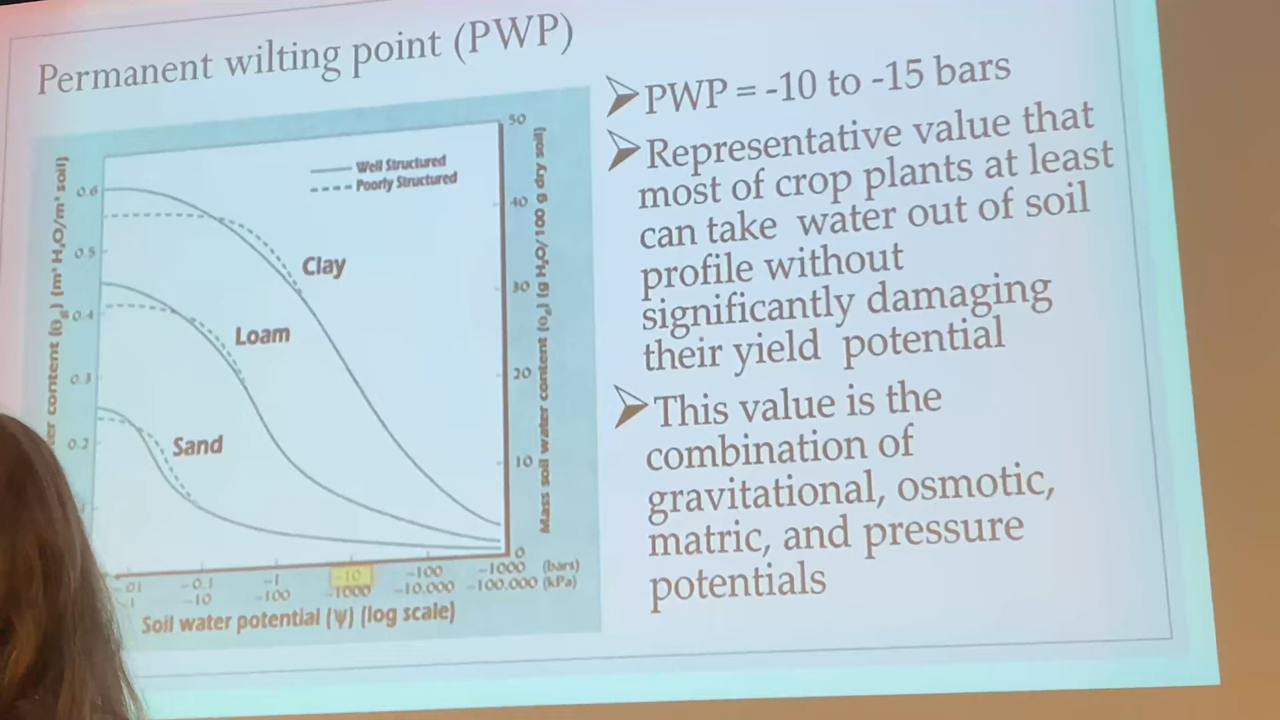 Permanent wilting point (PWP)
PWP = -10 to -15 bars
Representative value that
most of crop plants at least
can take water out of soil
profile without
significantly damaging
their yield potential
This value is the
combination of
gravitational, osmotic,
matric, and pressure
potentials
Well Structured
Poorly Structured
Clay
Loam
Sand
0.6
0.5
0.4
0.3
0.2
50
40
30
20
10
0
Mass soil water content
(g H₂O/100 g dry soil)
content
-0.1 -1 -10 -100 -1000 (bars)
-10 -100 -1000 -10.000 -100.000 (kPa)
Soil water potential (Ψ) (log scale)